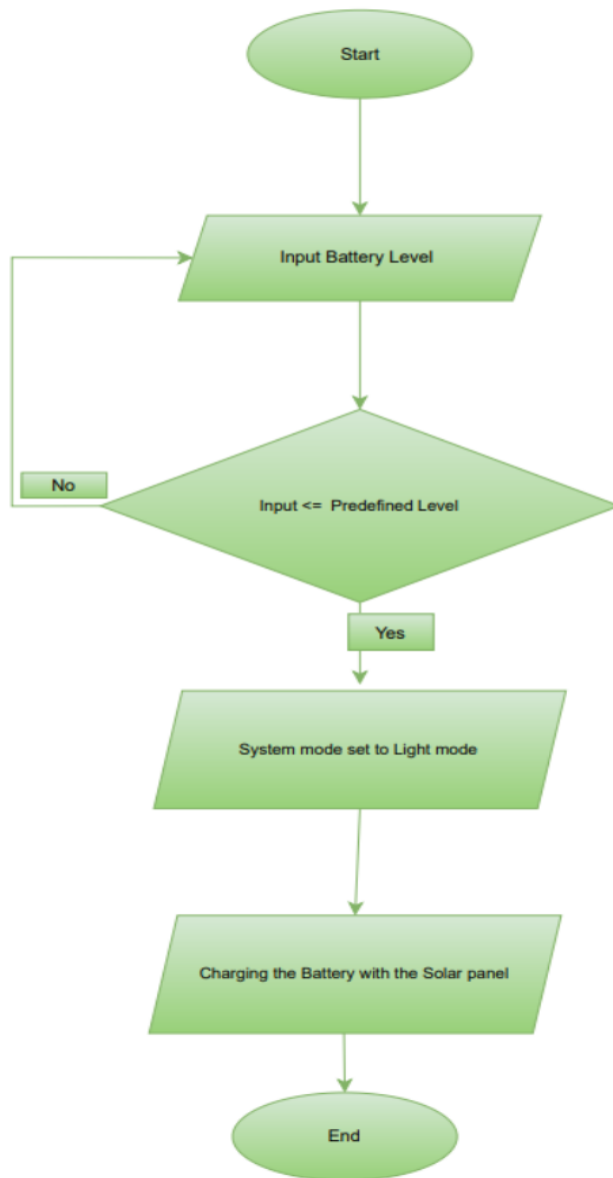 Start
Input Battery Level
Input <= Predefined Level
No
Yes
System mode set to Light mode
Charging the Battery with the Solar panel
End